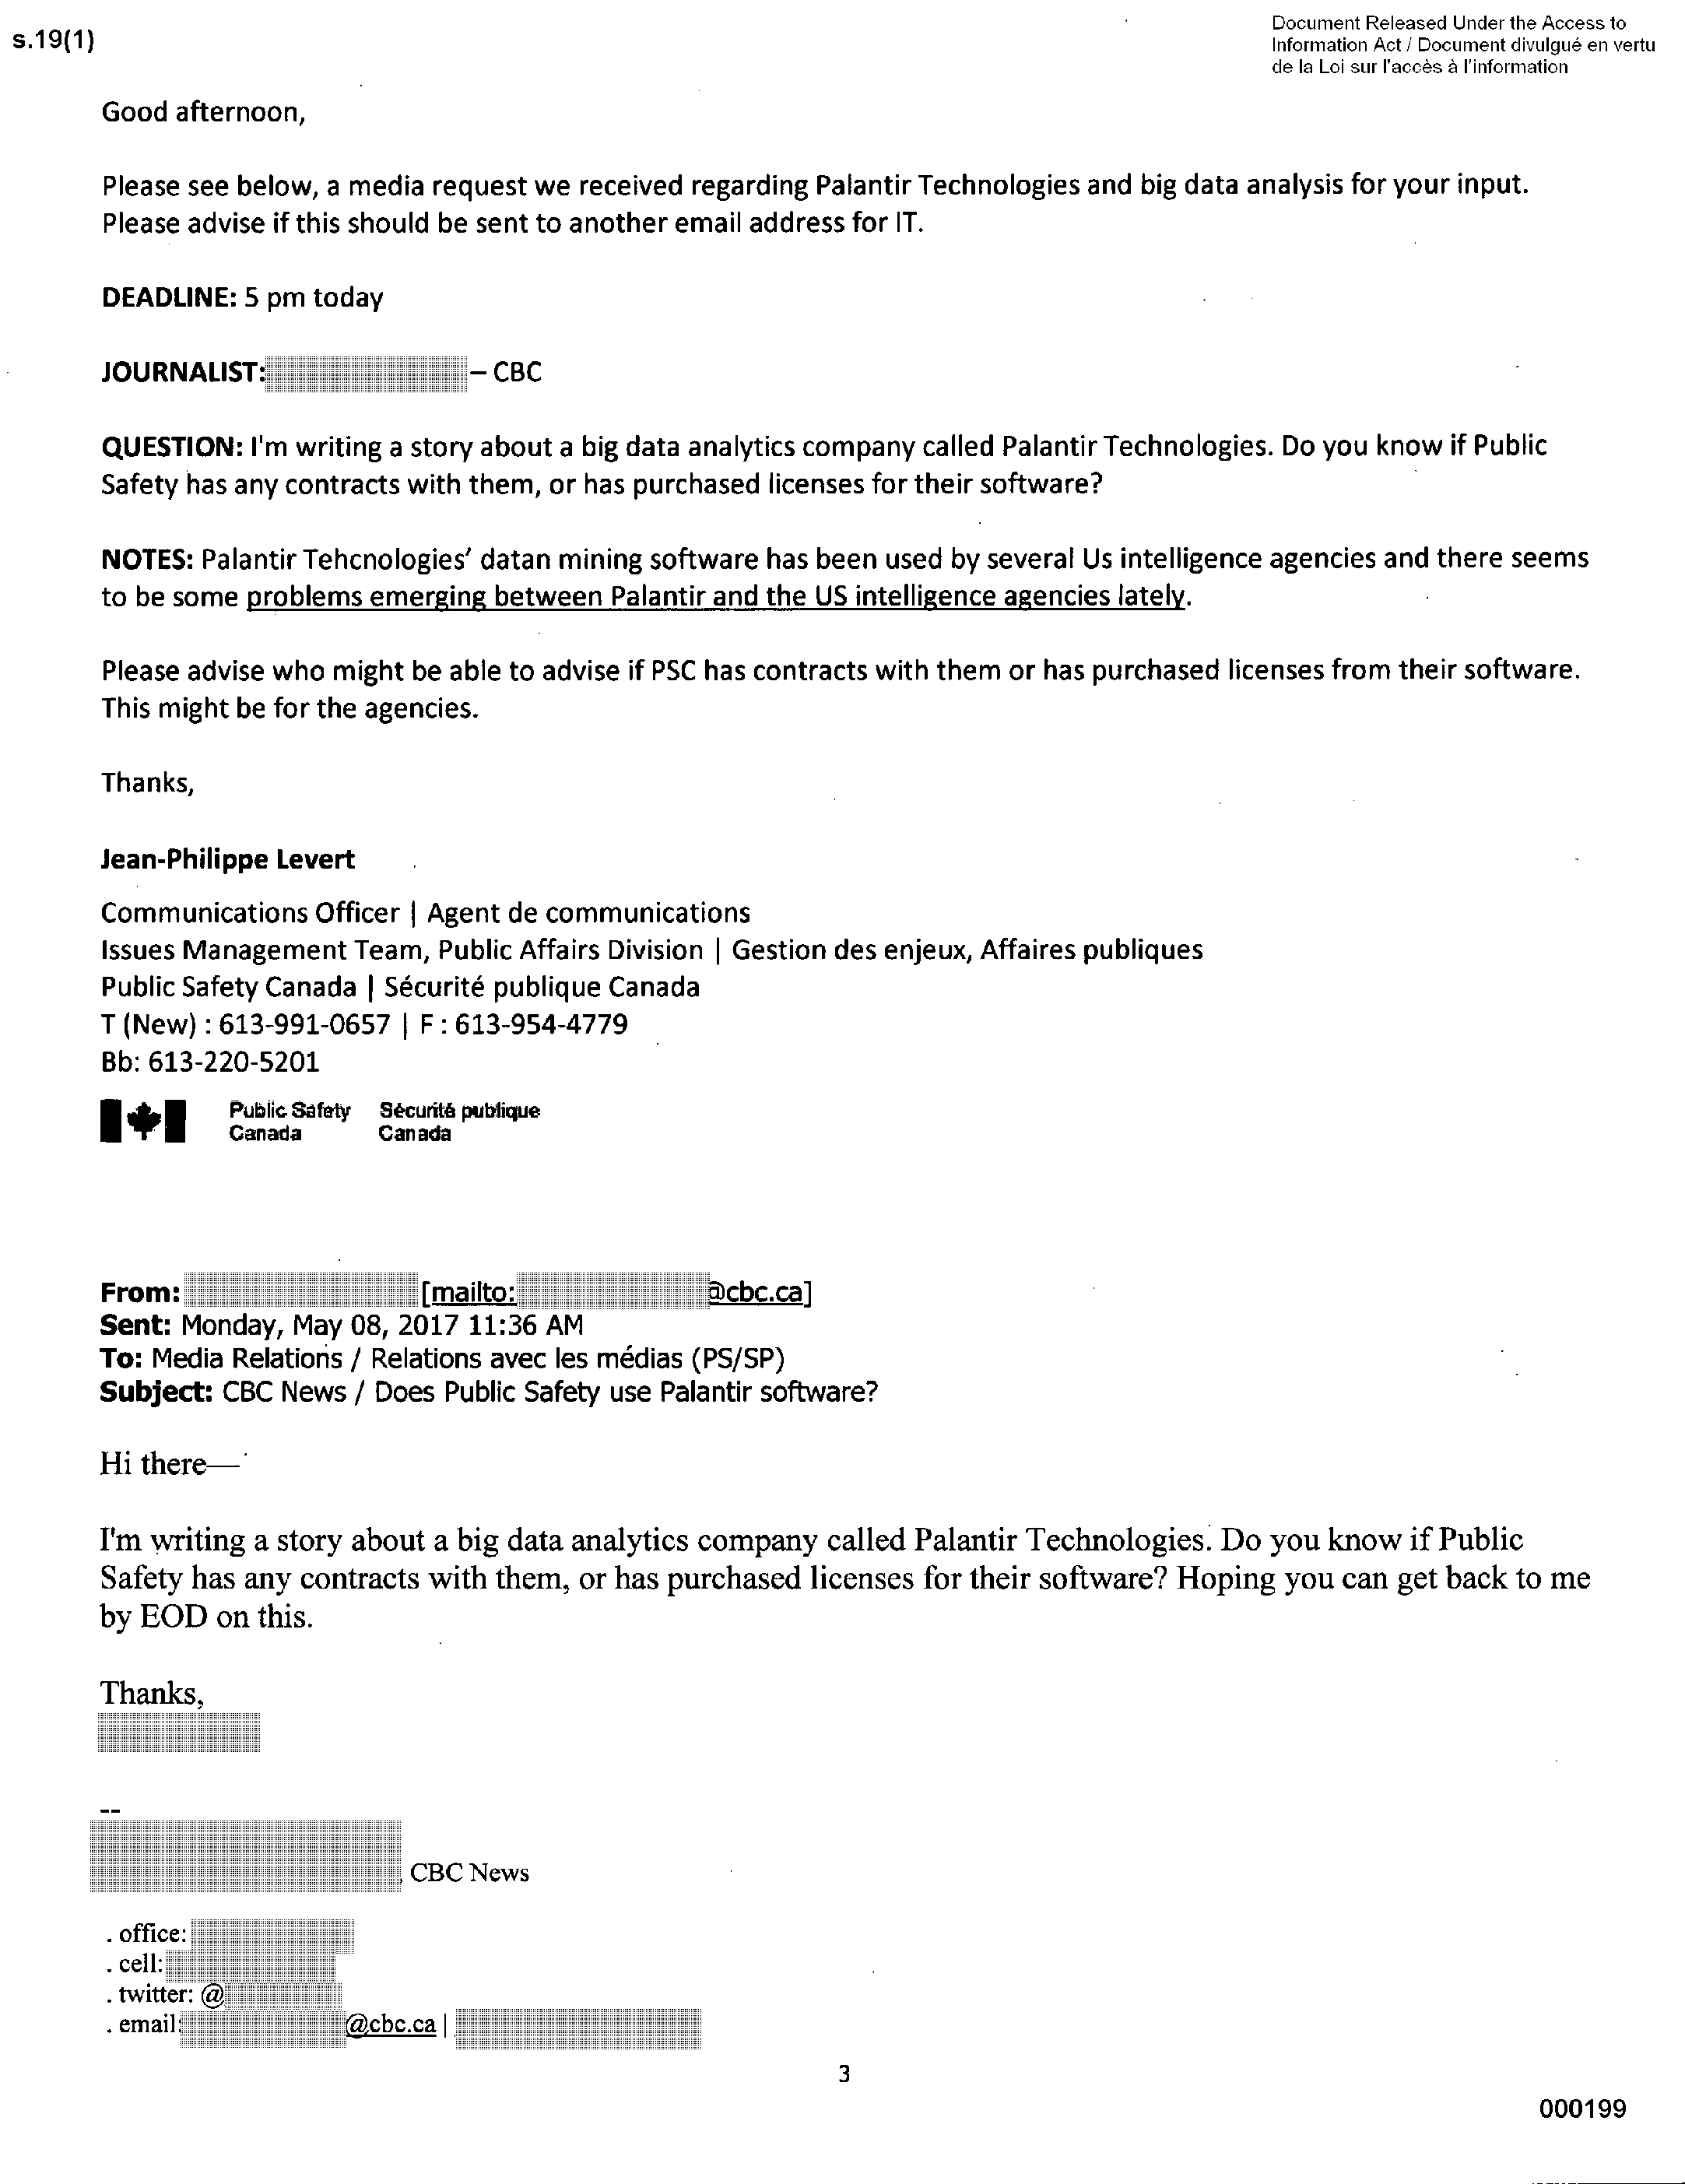 s.19(1)
Document Released Under the Access to
Information Act / Document divulgué en vertu
de la Loi sur l'accès à l'information
Good afternoon,
Please see below, a media request we received regarding Palantir Technologies and big data analysis for your input.
Please advise if this should be sent to another email address for IT.
DEADLINE: 5 pm today
JOURNALIST: – CBC
QUESTION: I'm writing a story about a big data analytics company called Palantir Technologies. Do you know if Public
Safety has any contracts with them, or has purchased licenses for their software?
NOTES: Palantir Tehcnologies' datan mining software has been used by several Us intelligence agencies and there seems
to be some problems emerging between Palantir and the US intelligence agencies lately.
Please advise who might be able to advise if PSC has contracts with them or has purchased licenses from their software.
This might be for the agencies.
Thanks,
Jean-Philippe Levert
Communications Officer | Agent de communications
Issues Management Team, Public Affairs Division | Gestion des enjeux, Affaires publiques
Public Safety Canada | Sécurité publique Canada
T (New) : 613-991-0657 | F : 613-954-4779
Bb: 613-220-5201
Public Safety Sécurité publique
Canada Canada
From: [mailto: @cbc.ca]
Sent: Monday, May 08, 2017 11:36 AM
To: Media Relations / Relations avec les médias (PS/SP)
Subject: CBC News / Does Public Safety use Palantir software?
Hi there—
I'm writing a story about a big data analytics company called Palantir Technologies. Do you know if Public
Safety has any contracts with them, or has purchased licenses for their software? Hoping you can get back to me
by EOD on this.
Thanks,
--
, CBC News
. office:
. cell:
. twitter: @
. email: @cbc.ca |
3
000199